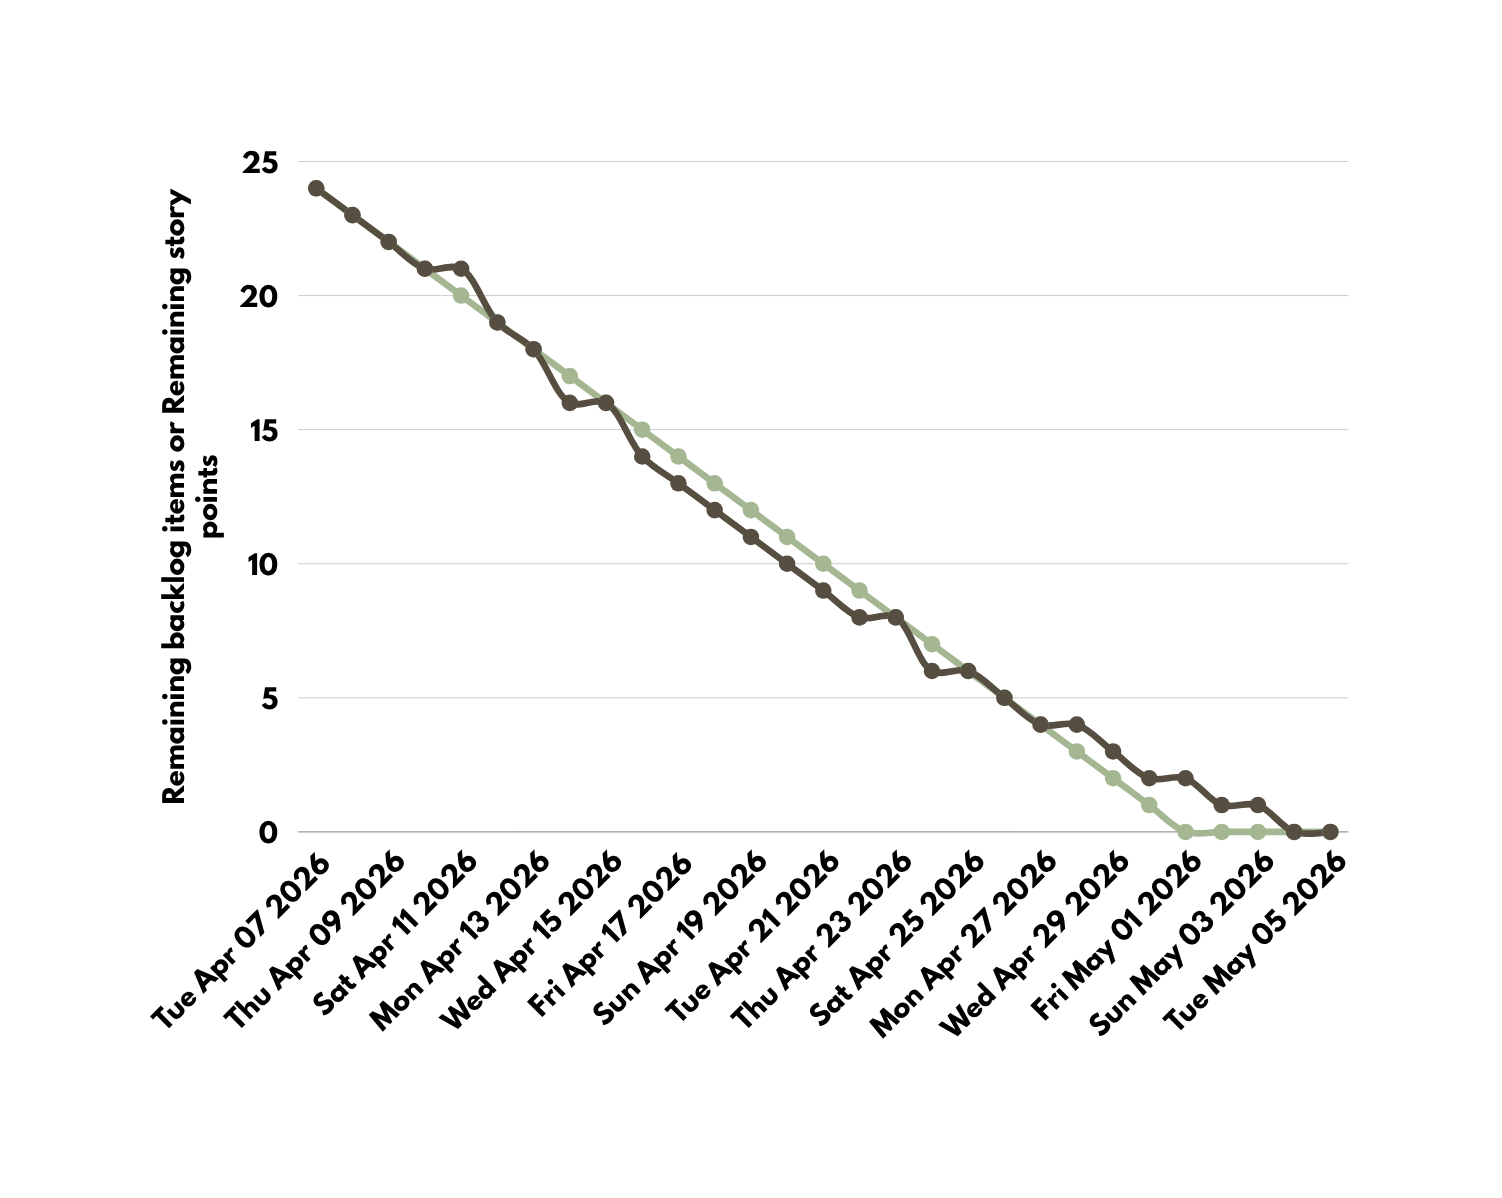 Remaining backlog items or Remaining story
points
25
20
15
10
5
0
Tue Apr 07 2026
Thu Apr 09 2026
Sat Apr 11 2026
Mon Apr 13 2026
Wed Apr 15 2026
Fri Apr 17 2026
Sun Apr 19 2026
Tue Apr 21 2026
Thu Apr 23 2026
Sat Apr 25 2026
Mon Apr 27 2026
Wed Apr 29 2026
Fri May 01 2026
Sun May 03 2026
Tue May 05 2026